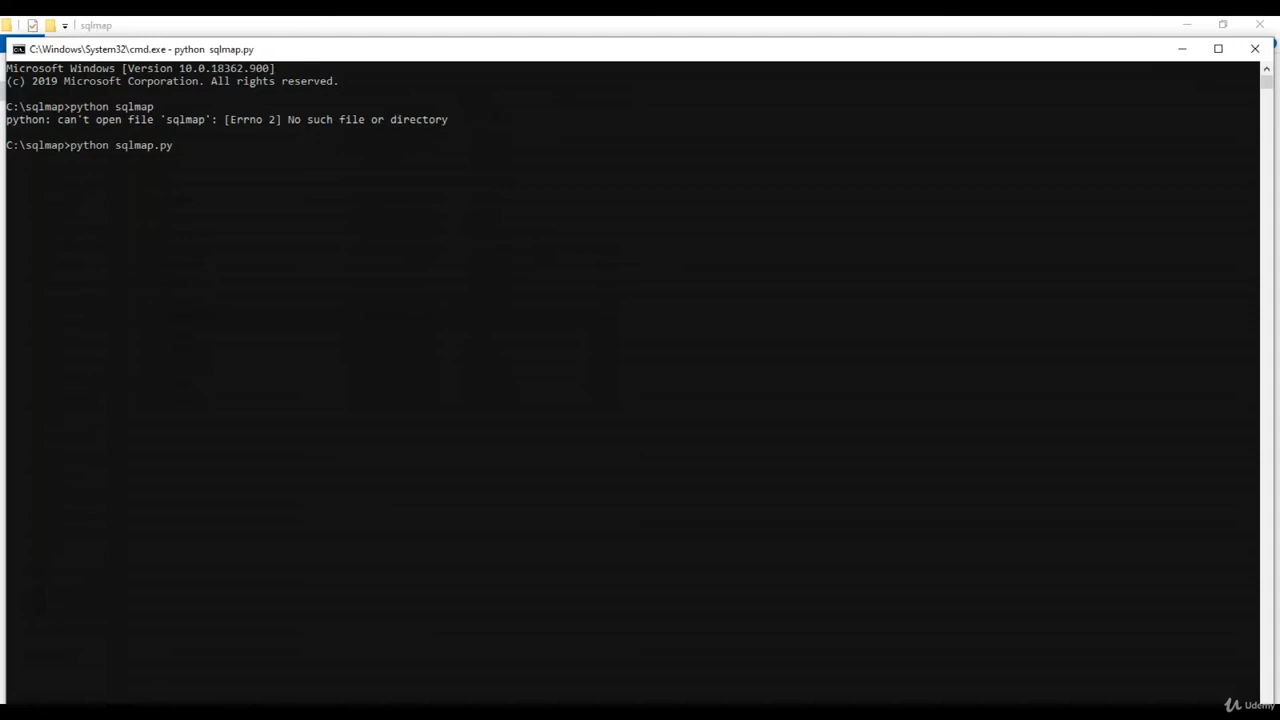 sqlmap
C:\Windows\System32\cmd.exe - python  sqlmap.py
Microsoft Windows [Version 10.0.18362.900]
(c) 2019 Microsoft Corporation. All rights reserved.
C:\sqlmap>python sqlmap
python: can't open file 'sqlmap': [Errno 2] No such file or directory
C:\sqlmap>python sqlmap.py
Udemy